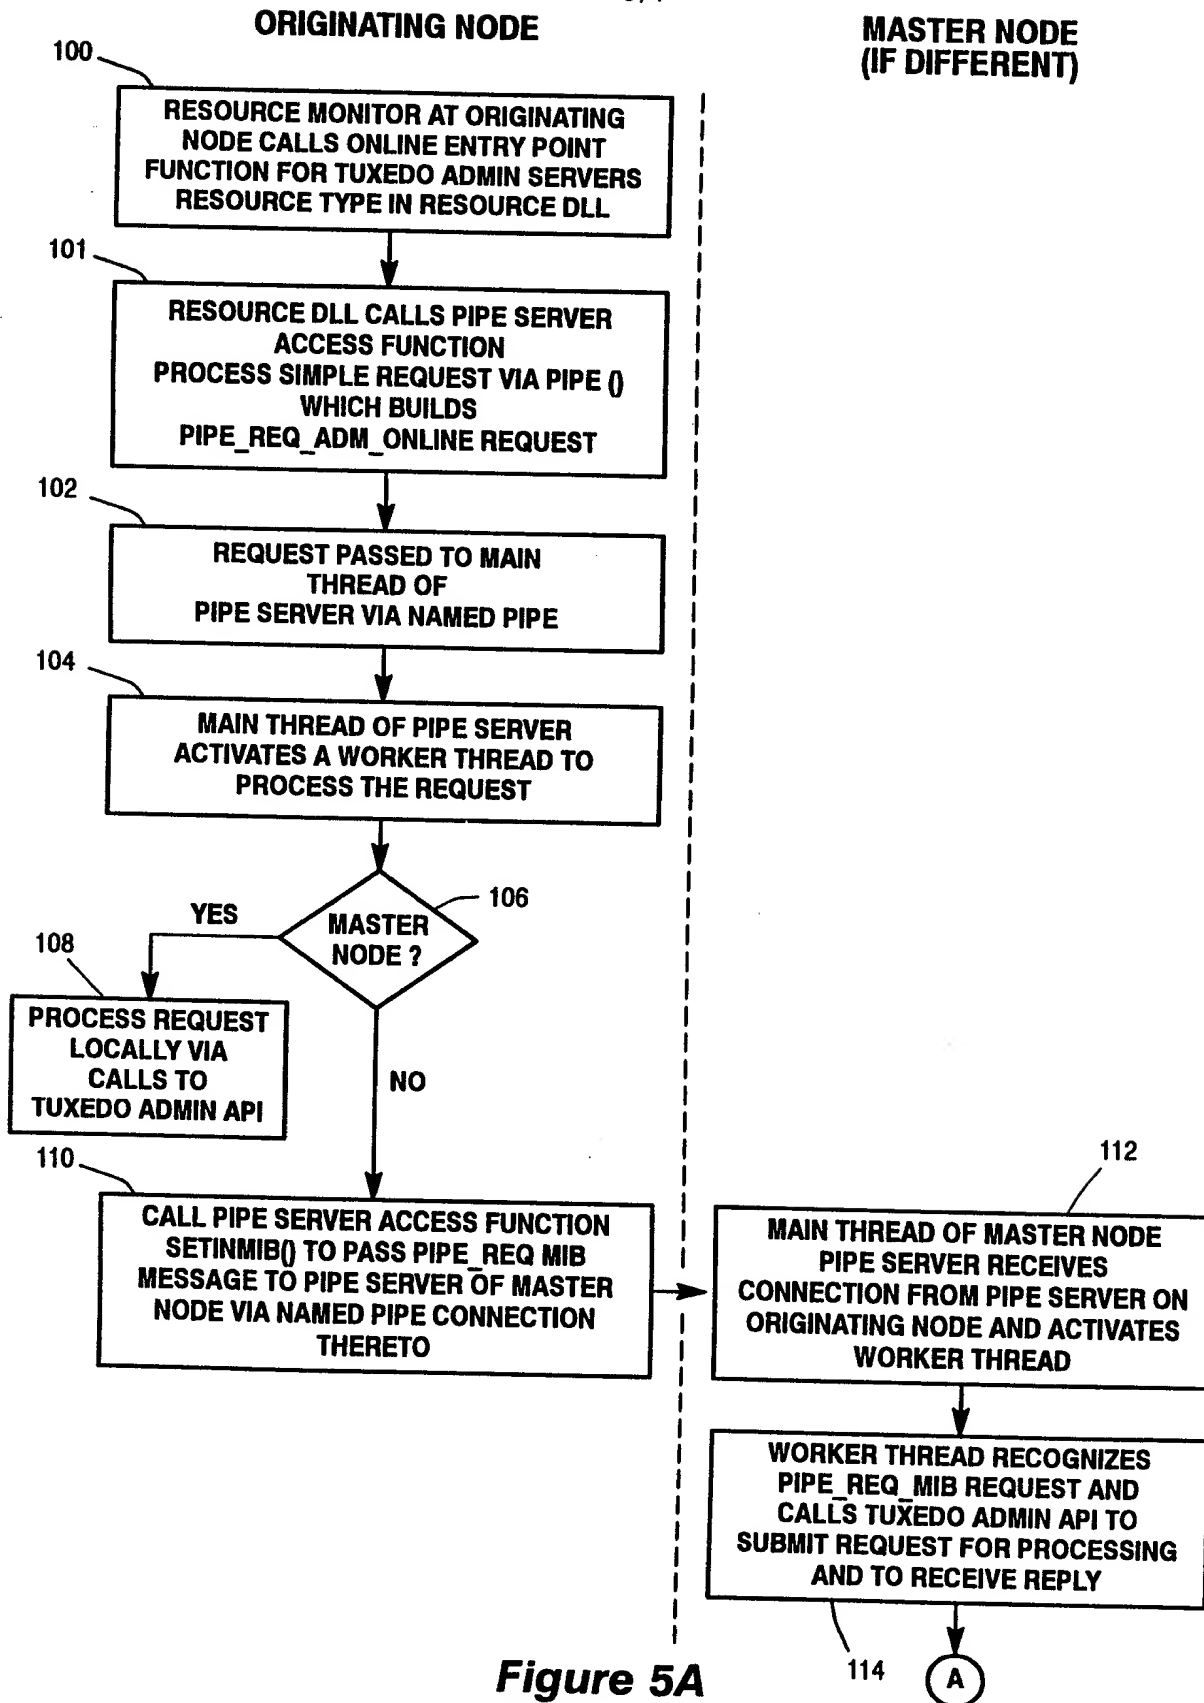 ORIGINATING NODE
MASTER NODE
(IF DIFFERENT)
100
RESOURCE MONITOR AT ORIGINATING
NODE CALLS ONLINE ENTRY POINT
FUNCTION FOR TUXEDO ADMIN SERVERS
RESOURCE TYPE IN RESOURCE DLL
101
RESOURCE DLL CALLS PIPE SERVER
ACCESS FUNCTION
PROCESS SIMPLE REQUEST VIA PIPE ()
WHICH BUILDS
PIPE_REQ_ADM_ONLINE REQUEST
102
REQUEST PASSED TO MAIN
THREAD OF
PIPE SERVER VIA NAMED PIPE
104
MAIN THREAD OF PIPE SERVER
ACTIVATES A WORKER THREAD TO
PROCESS THE REQUEST
106
YES
MASTER
NODE ?
108
PROCESS REQUEST
LOCALLY VIA
CALLS TO
TUXEDO ADMIN API
NO
110
CALL PIPE SERVER ACCESS FUNCTION
SETINMIB() TO PASS PIPE_REQ MIB
MESSAGE TO PIPE SERVER OF MASTER
NODE VIA NAMED PIPE CONNECTION
THERETO
112
MAIN THREAD OF MASTER NODE
PIPE SERVER RECEIVES
CONNECTION FROM PIPE SERVER ON
ORIGINATING NODE AND ACTIVATES
WORKER THREAD
WORKER THREAD RECOGNIZES
PIPE_REQ_MIB REQUEST AND
CALLS TUXEDO ADMIN API TO
SUBMIT REQUEST FOR PROCESSING
AND TO RECEIVE REPLY
114
A
Figure 5A